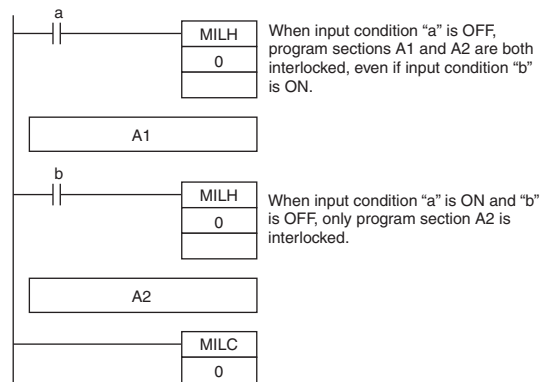 a
MILH
0
When input condition “a” is OFF,
program sections A1 and A2 are both
interlocked, even if input condition “b”
is ON.
A1
b
MILH
0
When input condition “a” is ON and “b”
is OFF, only program section A2 is
interlocked.
A2
MILC
0